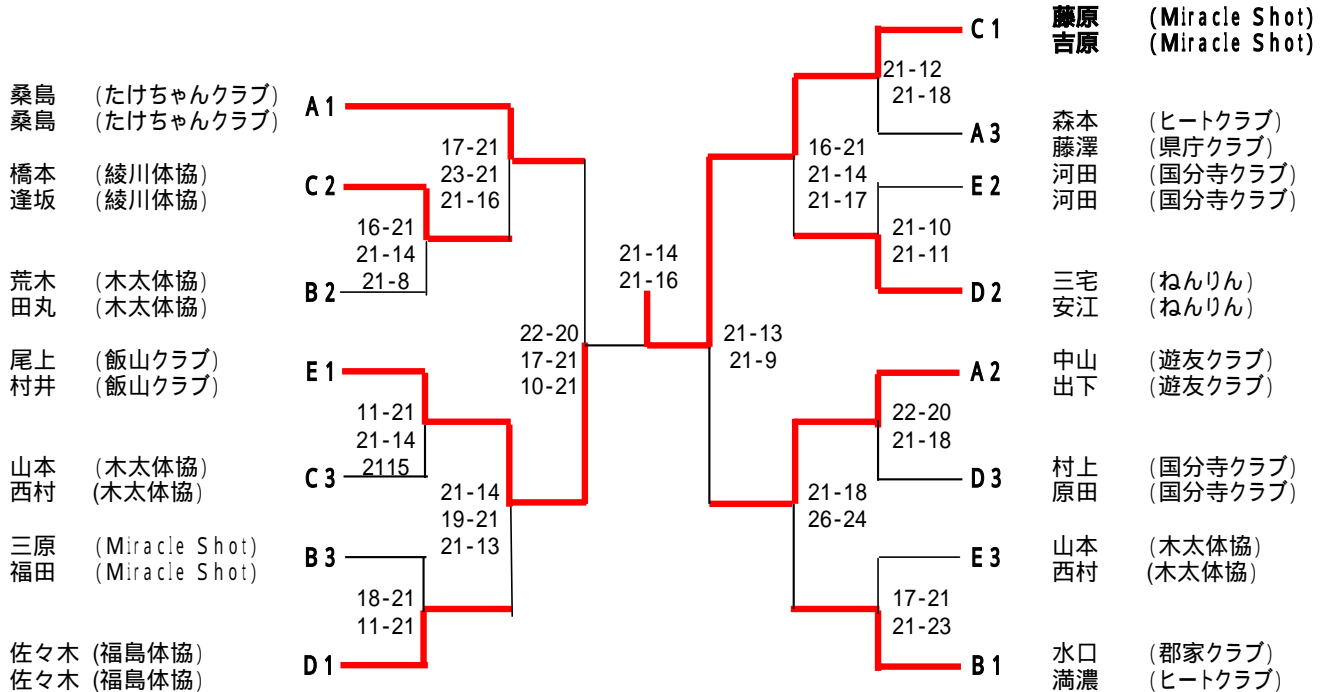 桑島 (たけちゃんクラブ)
桑島 (たけちゃんクラブ)
A1
橋本 (綾川体協)
逢坂 (綾川体協)
C2
荒木 (木太体協)
田丸 (木太体協)
B2
尾上 (飯山クラブ)
村井 (飯山クラブ)
E1
山本 (木太体協)
西村 (木太体協)
C3
三原 (Miracle Shot)
福田 (Miracle Shot)
B3
佐々木 (福島体協)
佐々木 (福島体協)
D1
17-21
23-21
21-16
16-21
21-14
21-8
11-21
21-14
2115
21-14
19-21
21-13
18-21
11-21
22-20
17-21
10-21
21-14
21-16
21-13
21-9
21-12
21-18
16-21
21-14
21-17
21-10
21-11
22-20
21-18
21-18
26-24
17-21
21-23
C1
藤原 (Miracle Shot)
吉原 (Miracle Shot)
A3
森本 (ヒートクラブ)
藤澤 (県庁クラブ)
E2
河田 (国分寺クラブ)
河田 (国分寺クラブ)
D2
三宅 (ねんりん)
安江 (ねんりん)
A2
中山 (遊友クラブ)
出下 (遊友クラブ)
D3
村上 (国分寺クラブ)
原田 (国分寺クラブ)
E3
山本 (木太体協)
西村 (木太体協)
B1
水口 (郡家クラブ)
満濃 (ヒートクラブ)